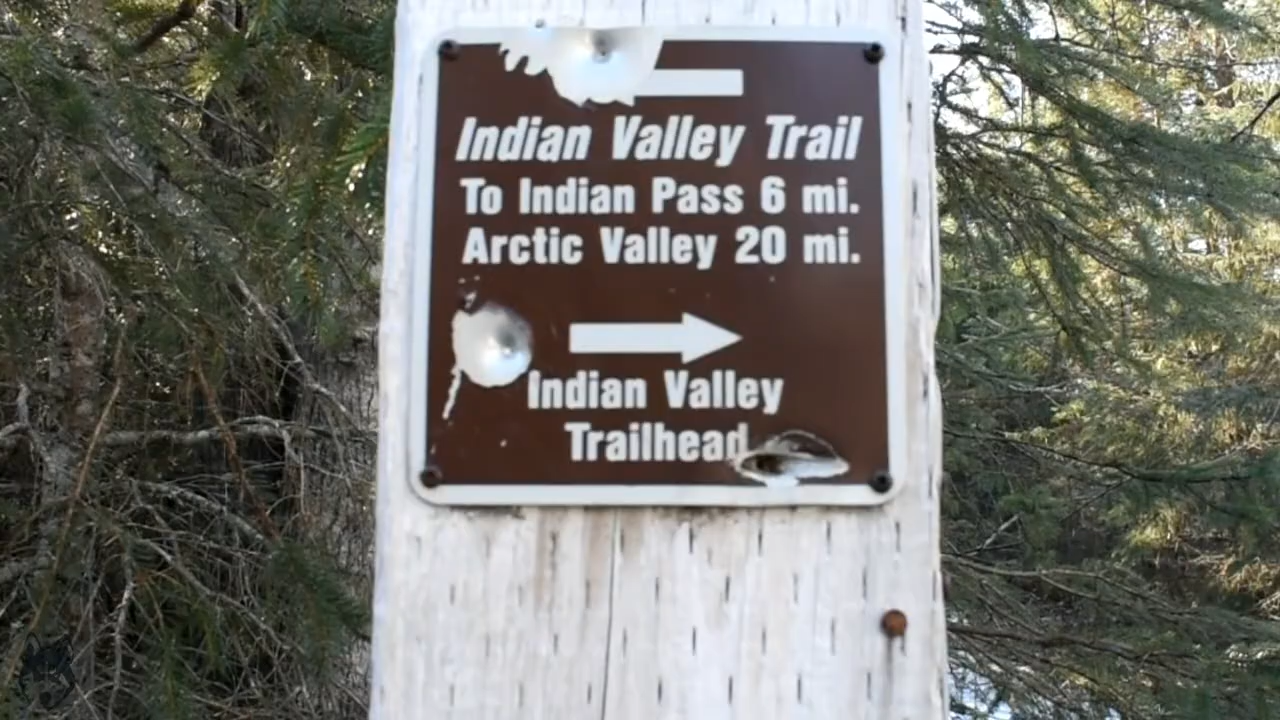 Indian Valley Trail
To Indian Pass 6 mi.
Arctic Valley 20 mi.
Indian Valley
Trailhead